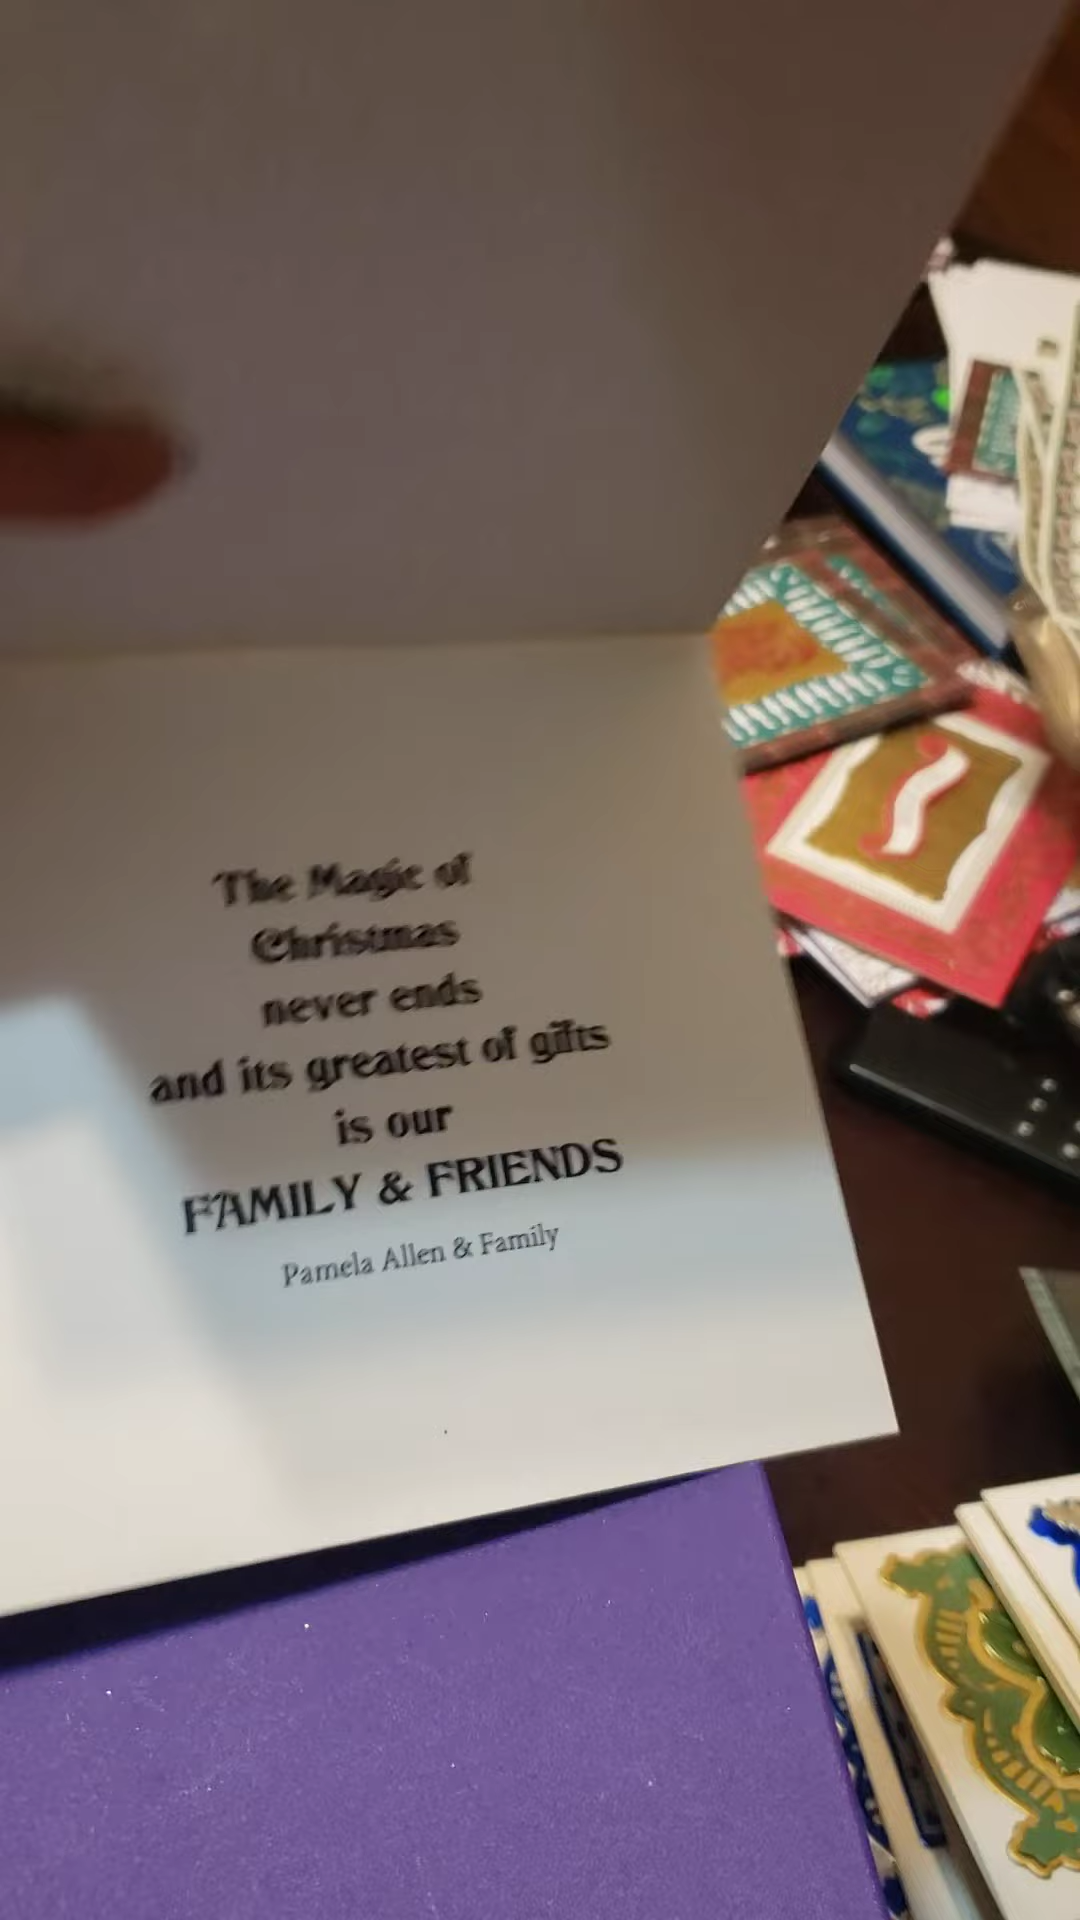 The Magic of
Christmas
never ends
and its greatest of gifts
is our
FAMILY & FRIENDS
Pamela Allen & Family